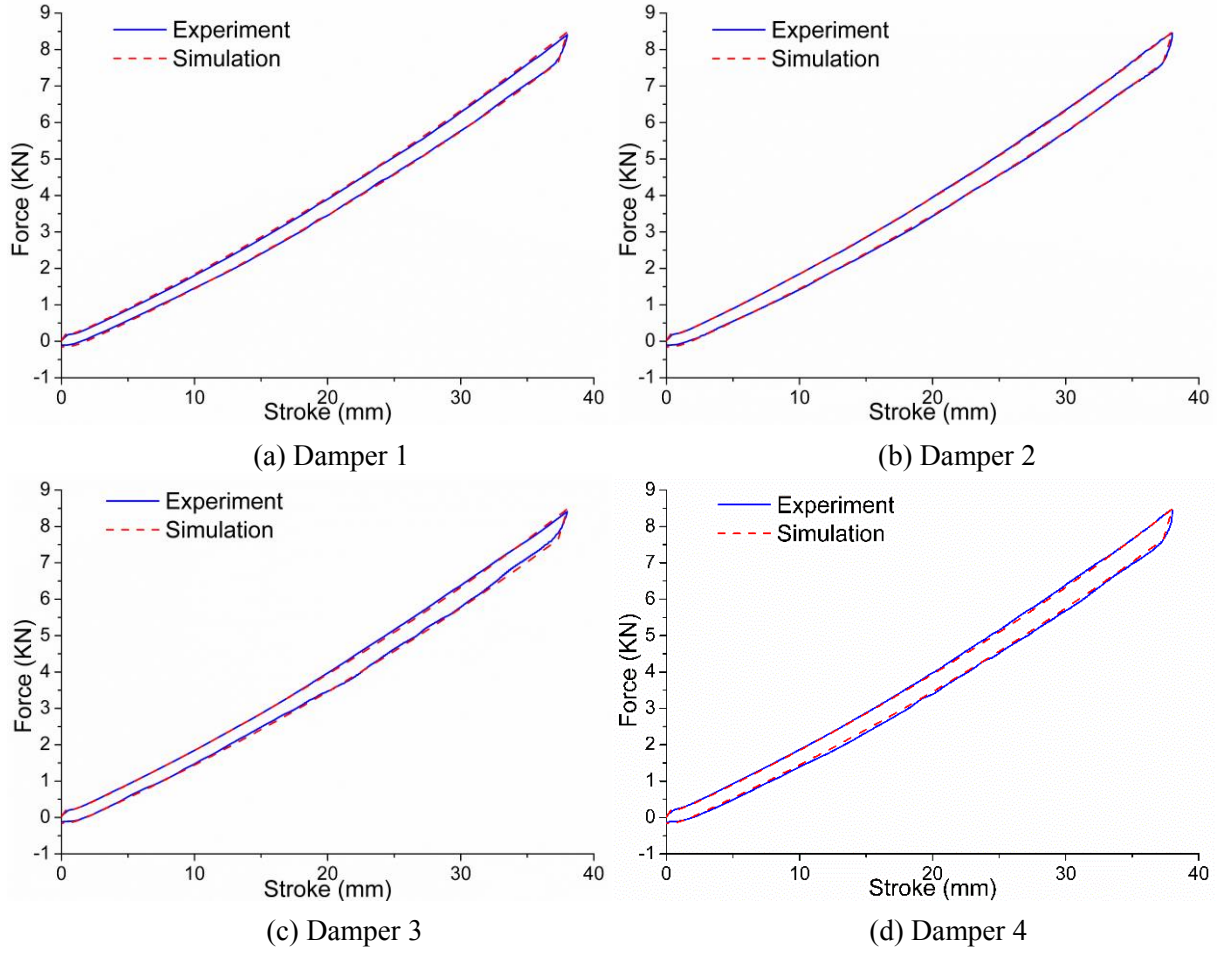 9
8
7
6
5
4
3
2
1
0
-1
Force (KN)
Experiment
Simulation
0 10 20 30 40
Stroke (mm)
(a) Damper 1
9
8
7
6
5
4
3
2
1
0
-1
Force (KN)
Experiment
Simulation
0 10 20 30 40
Stroke (mm)
(b) Damper 2
9
8
7
6
5
4
3
2
1
0
-1
Force (KN)
Experiment
Simulation
0 10 20 30 40
Stroke (mm)
(c) Damper 3
9
8
7
6
5
4
3
2
1
0
-1
Force (KN)
Experiment
Simulation
0 10 20 30 40
Stroke (mm)
(d) Damper 4